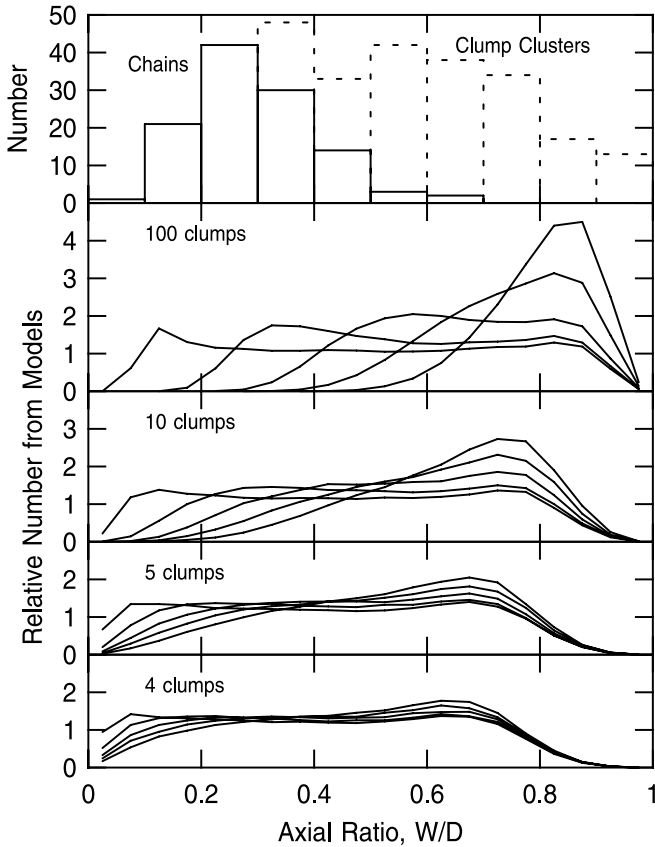 50
40
30
20
10
0
Number
Chains
Clump Clusters
4
3
2
1
0
100 clumps
3
2
1
0
10 clumps
2
1
0
5 clumps
2
1
0
4 clumps
Relative Number from Models
0 0.2 0.4 0.6 0.8 1
Axial Ratio, W/D